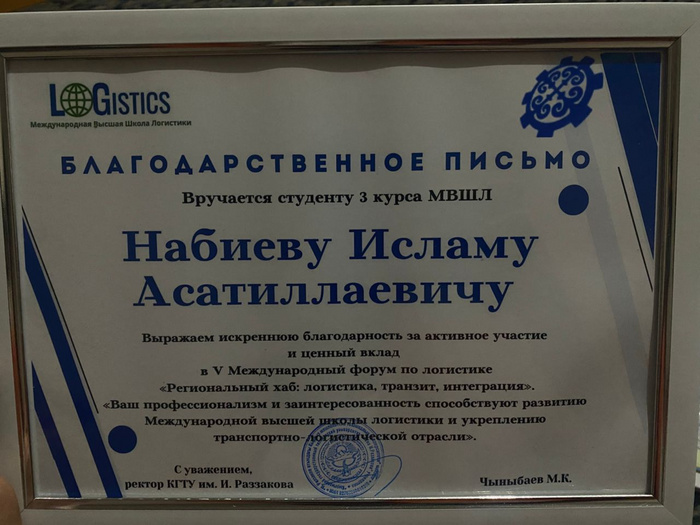 LOGISTICS
Международная Высшая Школа Логистики
БЛАГОДАРСТВЕННОЕ ПИСЬМО
Вручается студенту 3 курса МВШЛ
Набиеву Исламу
Асатиллаевичу
Выражаем искреннюю благодарность за активное участие
и ценный вклад
в V Международный форум по логистике
«Региональный хаб: логистика, транзит, интеграция».
«Ваш профессионализм и заинтересованность способствуют развитию
Международной высшей школы логистики и укреплению
транспортно-логистической отрасли».
С уважением,
ректор КГТУ им. И. Раззакова
Чыныбаев М.К.